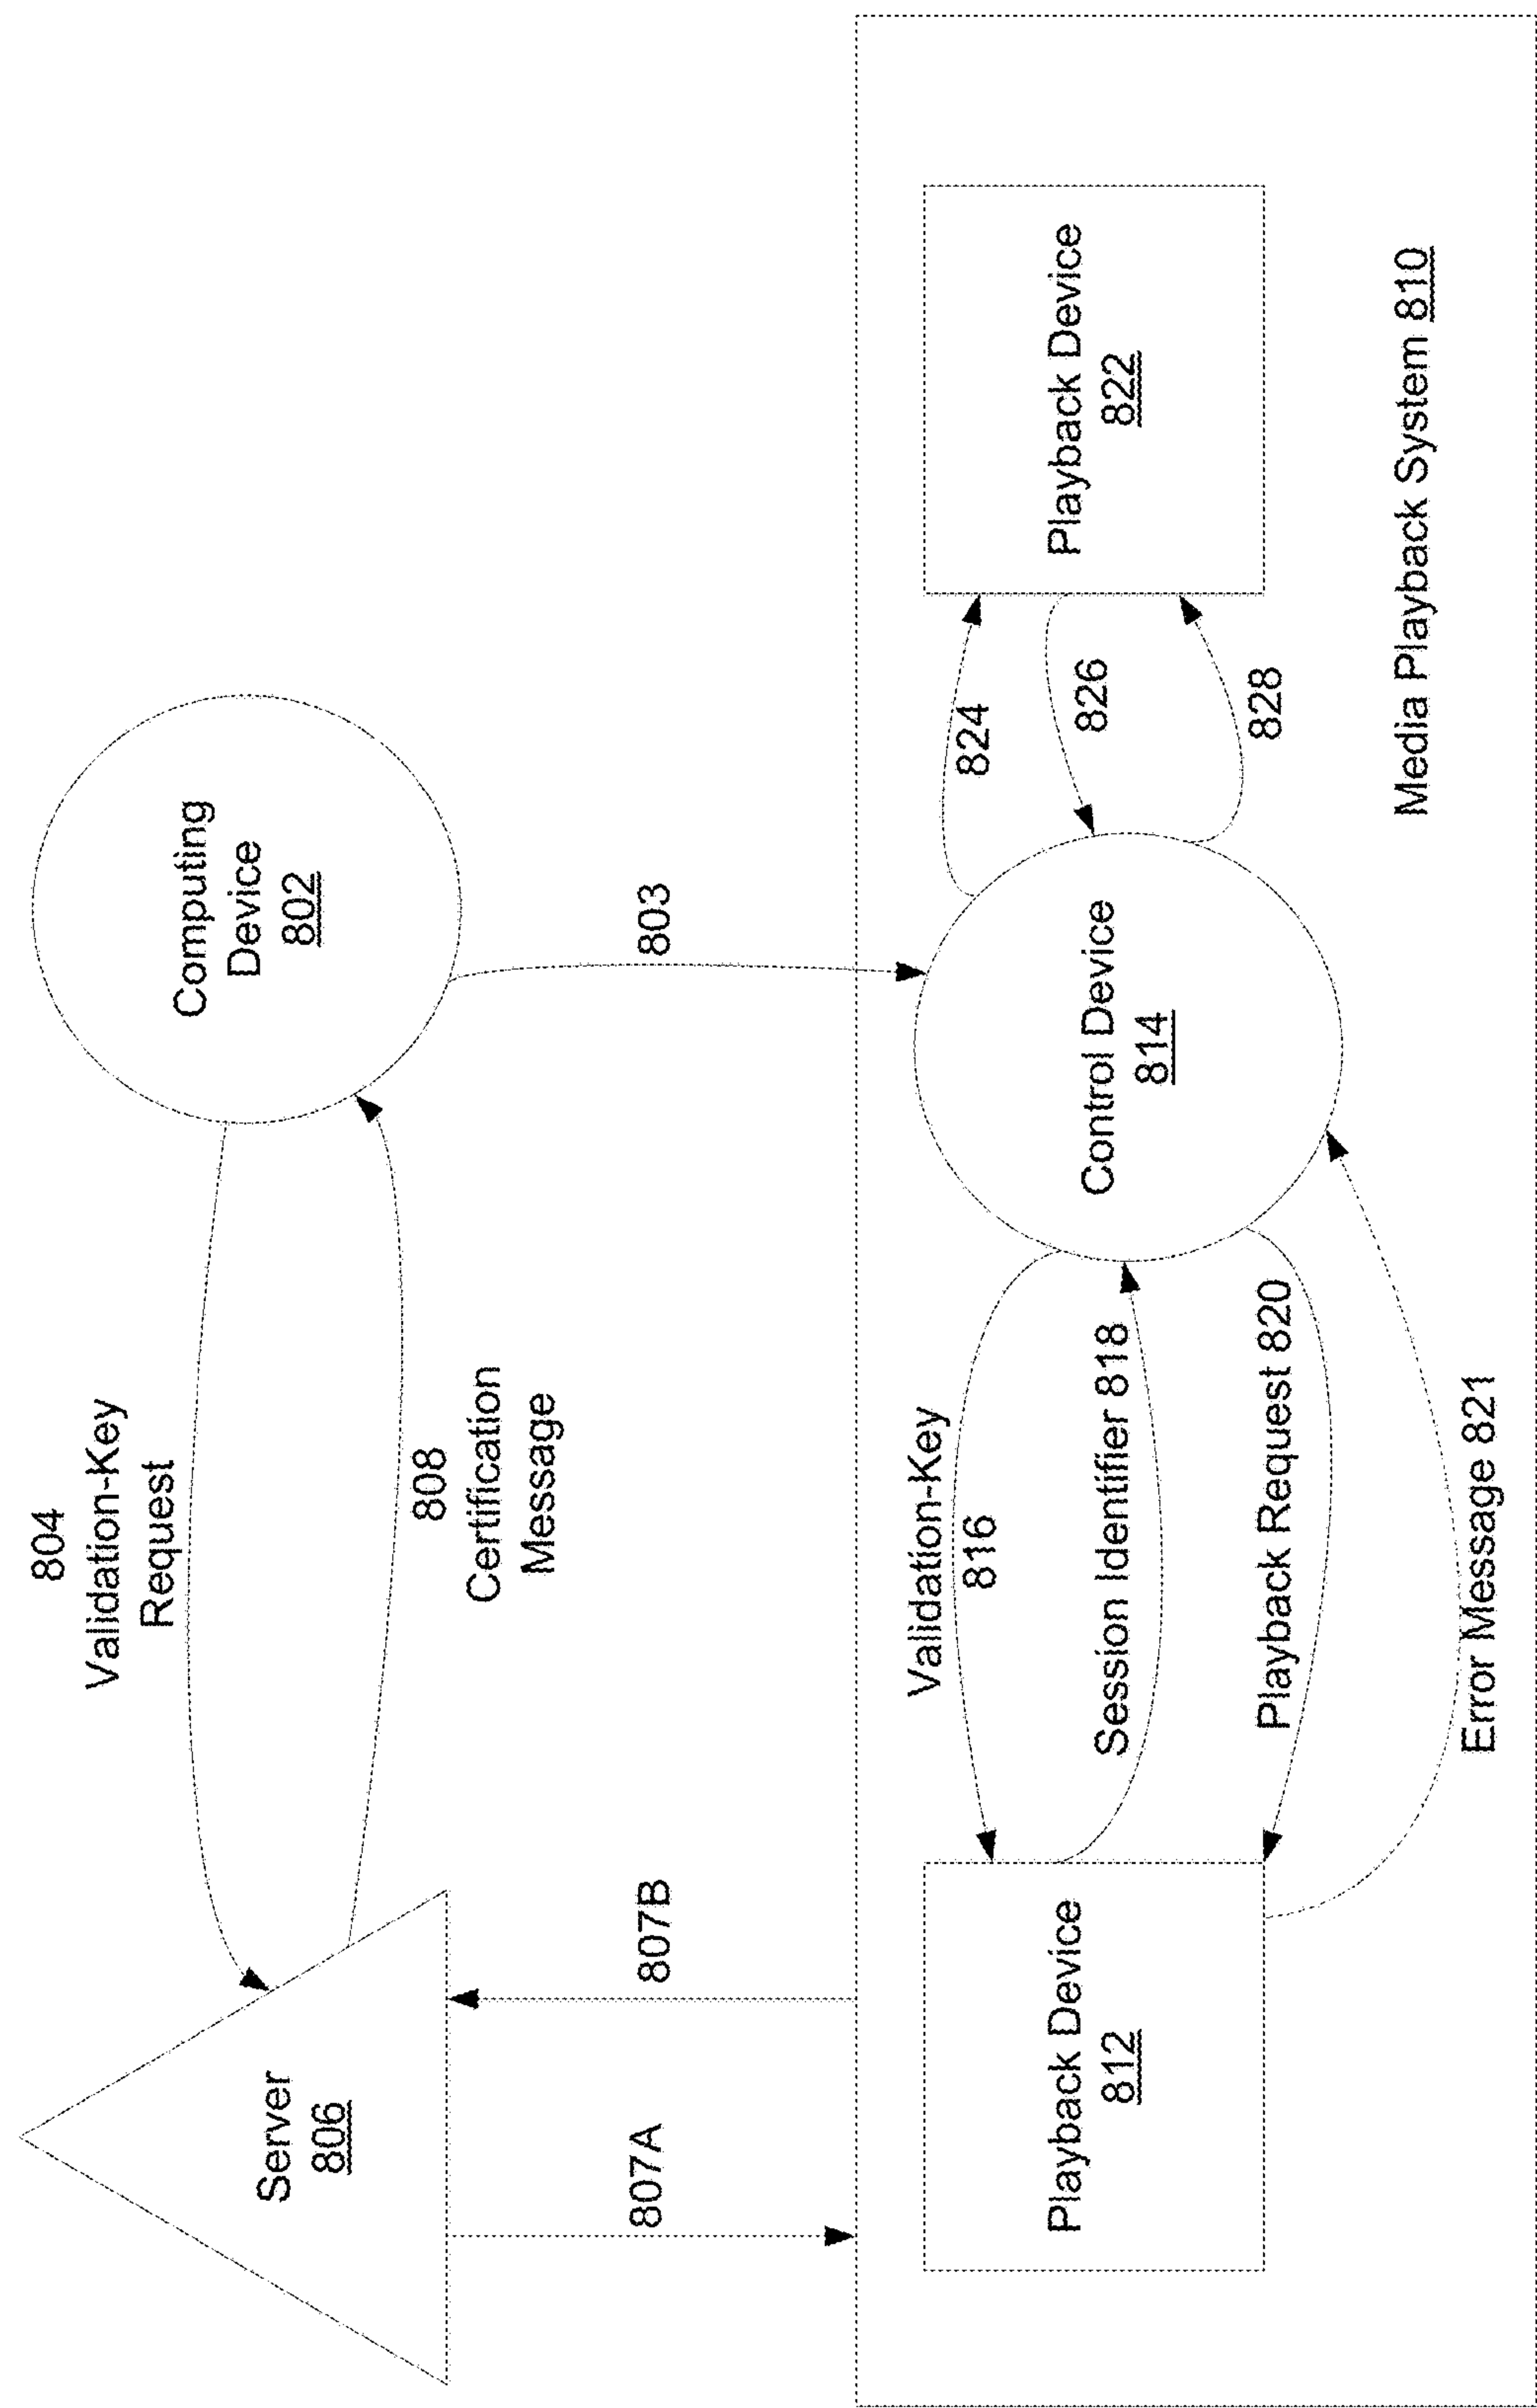 Server
806
804
Validation-Key
Request
808
Certification
Message
Computing
Device
802
807A
807B
803
Playback Device
812
Validation-Key
816
Session Identifier 818
Playback Request 820
Error Message 821
Control Device
814
824
826
828
Playback Device
822
Media Playback System 810